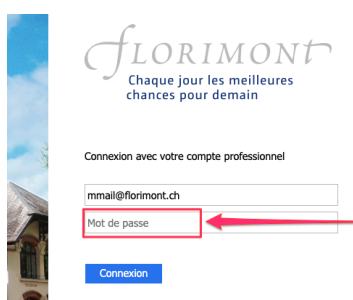 FLORIMONT
Chaque jour les meilleures
chances pour demain
Connexion avec votre compte professionnel
mmail@florimont.ch
Mot de passe
Connexion